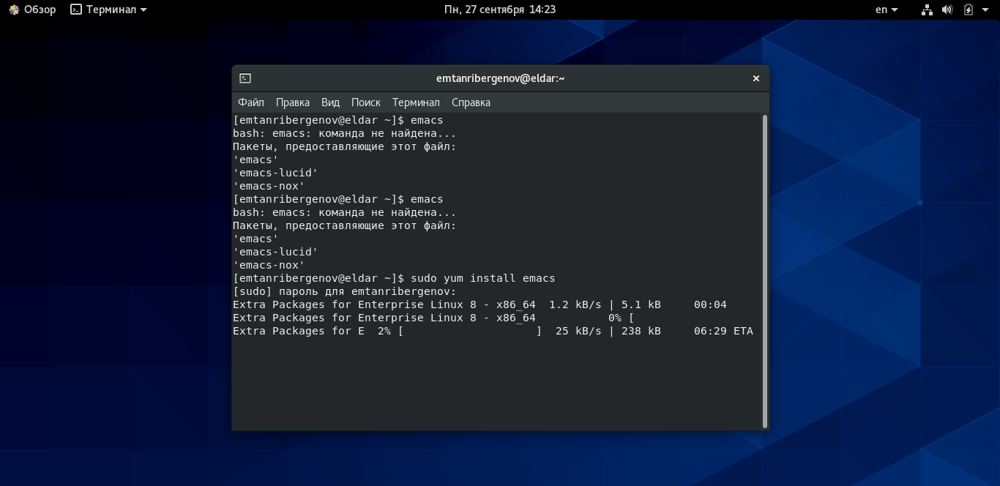 Обзор Терминал Пн, 27 сентября 14:23 en
emtanribergenov@eldar:~
Файл Правка Вид Поиск Терминал Справка
[emtanribergenov@eldar ~]$ emacs
bash: emacs: команда не найдена...
Пакеты, предоставляющие этот файл:
'emacs'
'emacs-lucid'
'emacs-nox'
[emtanribergenov@eldar ~]$ emacs
bash: emacs: команда не найдена...
Пакеты, предоставляющие этот файл:
'emacs'
'emacs-lucid'
'emacs-nox'
[emtanribergenov@eldar ~]$ sudo yum install emacs
[sudo] пароль для emtanribergenov:
Extra Packages for Enterprise Linux 8 - x86_64  1.2 kB/s | 5.1 kB     00:04
Extra Packages for Enterprise Linux 8 - x86_64           0% [
Extra Packages for E  2% [                    ]  25 kB/s | 238 kB     06:29 ETA